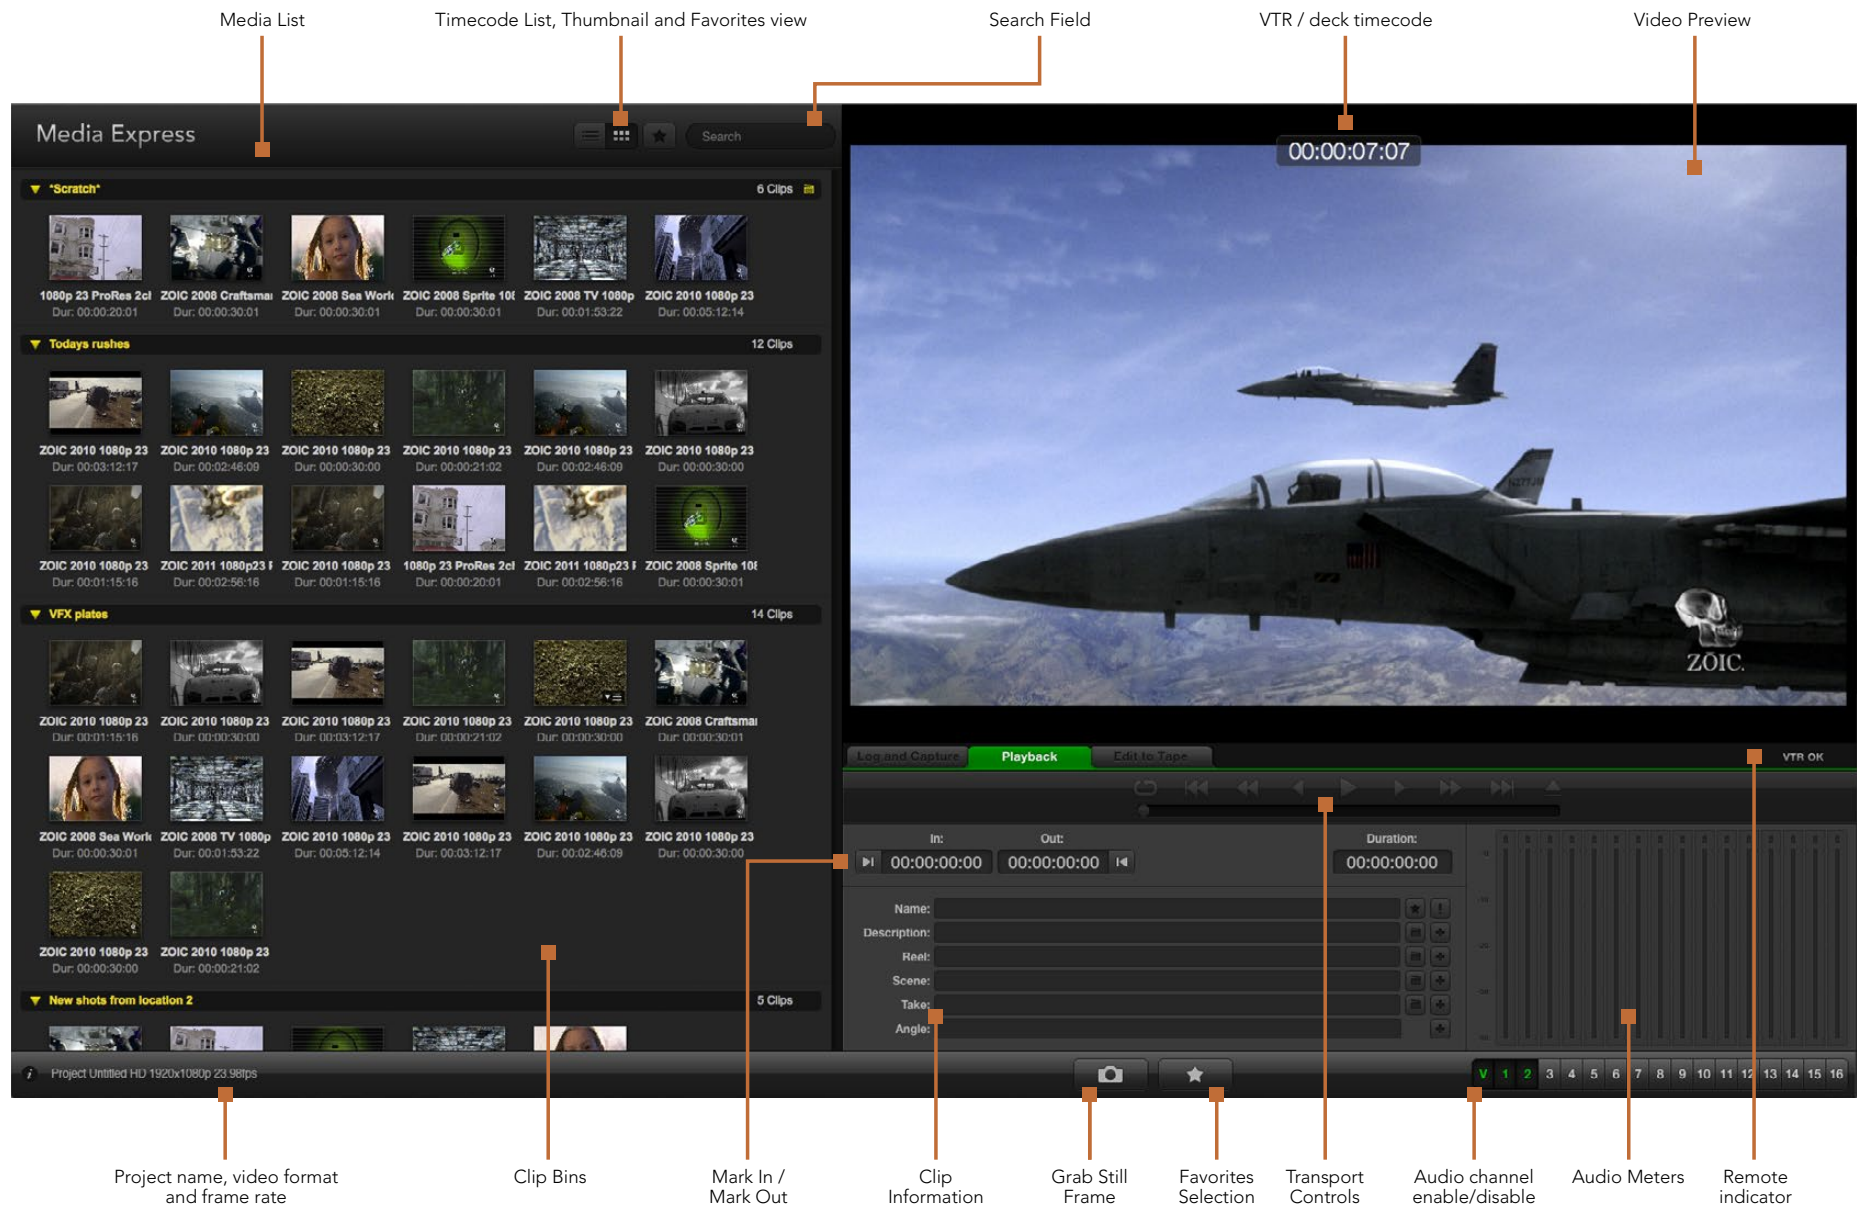 Media List
Timecode List, Thumbnail and Favorites view
Search Field
VTR / deck timecode
Video Preview
Media Express
Search
00:00:07:07
*Scratch*
6 Clips
1080p 23 ProRes 2cl
ZOIC 2008 Craftsmai
ZOIC 2008 Sea Work
ZOIC 2008 Sprite 108
ZOIC 2008 TV 1080p
ZOIC 2010 1080p 23
Dur: 00:00:20:01
Dur: 00:00:30:01
Dur: 00:00:30:01
Dur: 00:00:30:01
Dur: 00:01:53:22
Dur: 00:05:12:14
Todays rushes
12 Clips
ZOIC 2010 1080p 23
ZOIC 2010 1080p 23
ZOIC 2010 1080p 23
ZOIC 2010 1080p 23
ZOIC 2010 1080p 23
ZOIC 2010 1080p 23
Dur: 00:03:12:17
Dur: 00:02:46:09
Dur: 00:00:30:00
Dur: 00:00:21:02
Dur: 00:02:46:09
Dur: 00:00:30:00
ZOIC 2010 1080p 23
ZOIC 2011 1080p23 F
ZOIC 2010 1080p 23
1080p 23 ProRes 2cl
ZOIC 2011 1080p23 F
ZOIC 2008 Sprite 108
Dur: 00:01:15:16
Dur: 00:02:56:16
Dur: 00:01:15:16
Dur: 00:00:20:01
Dur: 00:02:56:16
Dur: 00:00:30:01
VFX plates
14 Clips
ZOIC 2010 1080p 23
ZOIC 2010 1080p 23
ZOIC 2010 1080p 23
ZOIC 2010 1080p 23
ZOIC 2010 1080p 23
ZOIC 2008 Craftsmai
Dur: 00:01:15:16
Dur: 00:00:30:00
Dur: 00:03:12:17
Dur: 00:00:21:02
Dur: 00:00:30:00
Dur: 00:00:30:01
ZOIC 2008 Sea Work
ZOIC 2008 TV 1080p
ZOIC 2010 1080p 23
ZOIC 2010 1080p 23
ZOIC 2010 1080p 23
ZOIC 2010 1080p 23
Dur: 00:00:30:01
Dur: 00:01:53:22
Dur: 00:05:12:14
Dur: 00:03:12:17
Dur: 00:02:46:09
Dur: 00:00:30:00
ZOIC 2010 1080p 23
ZOIC 2010 1080p 23
Dur: 00:00:30:00
Dur: 00:00:21:02
New shots from location 2
5 Clips
Project Untitled HD 1920x1080p 23.98fps
ZOIC.
Log and Capture
Playback
Edit to Tape
VTR OK
In:
Out:
Duration:
00:00:00:00
00:00:00:00
00:00:00:00
Name:
Description:
Reel:
Scene:
Take:
Angle:
V 1 2 3 4 5 6 7 8 9 10 11 12 13 14 15 16
Project name, video format
and frame rate
Clip Bins
Mark In /
Mark Out
Clip
Information
Grab Still
Frame
Favorites
Selection
Transport
Controls
Audio channel
enable/disable
Audio Meters
Remote
indicator